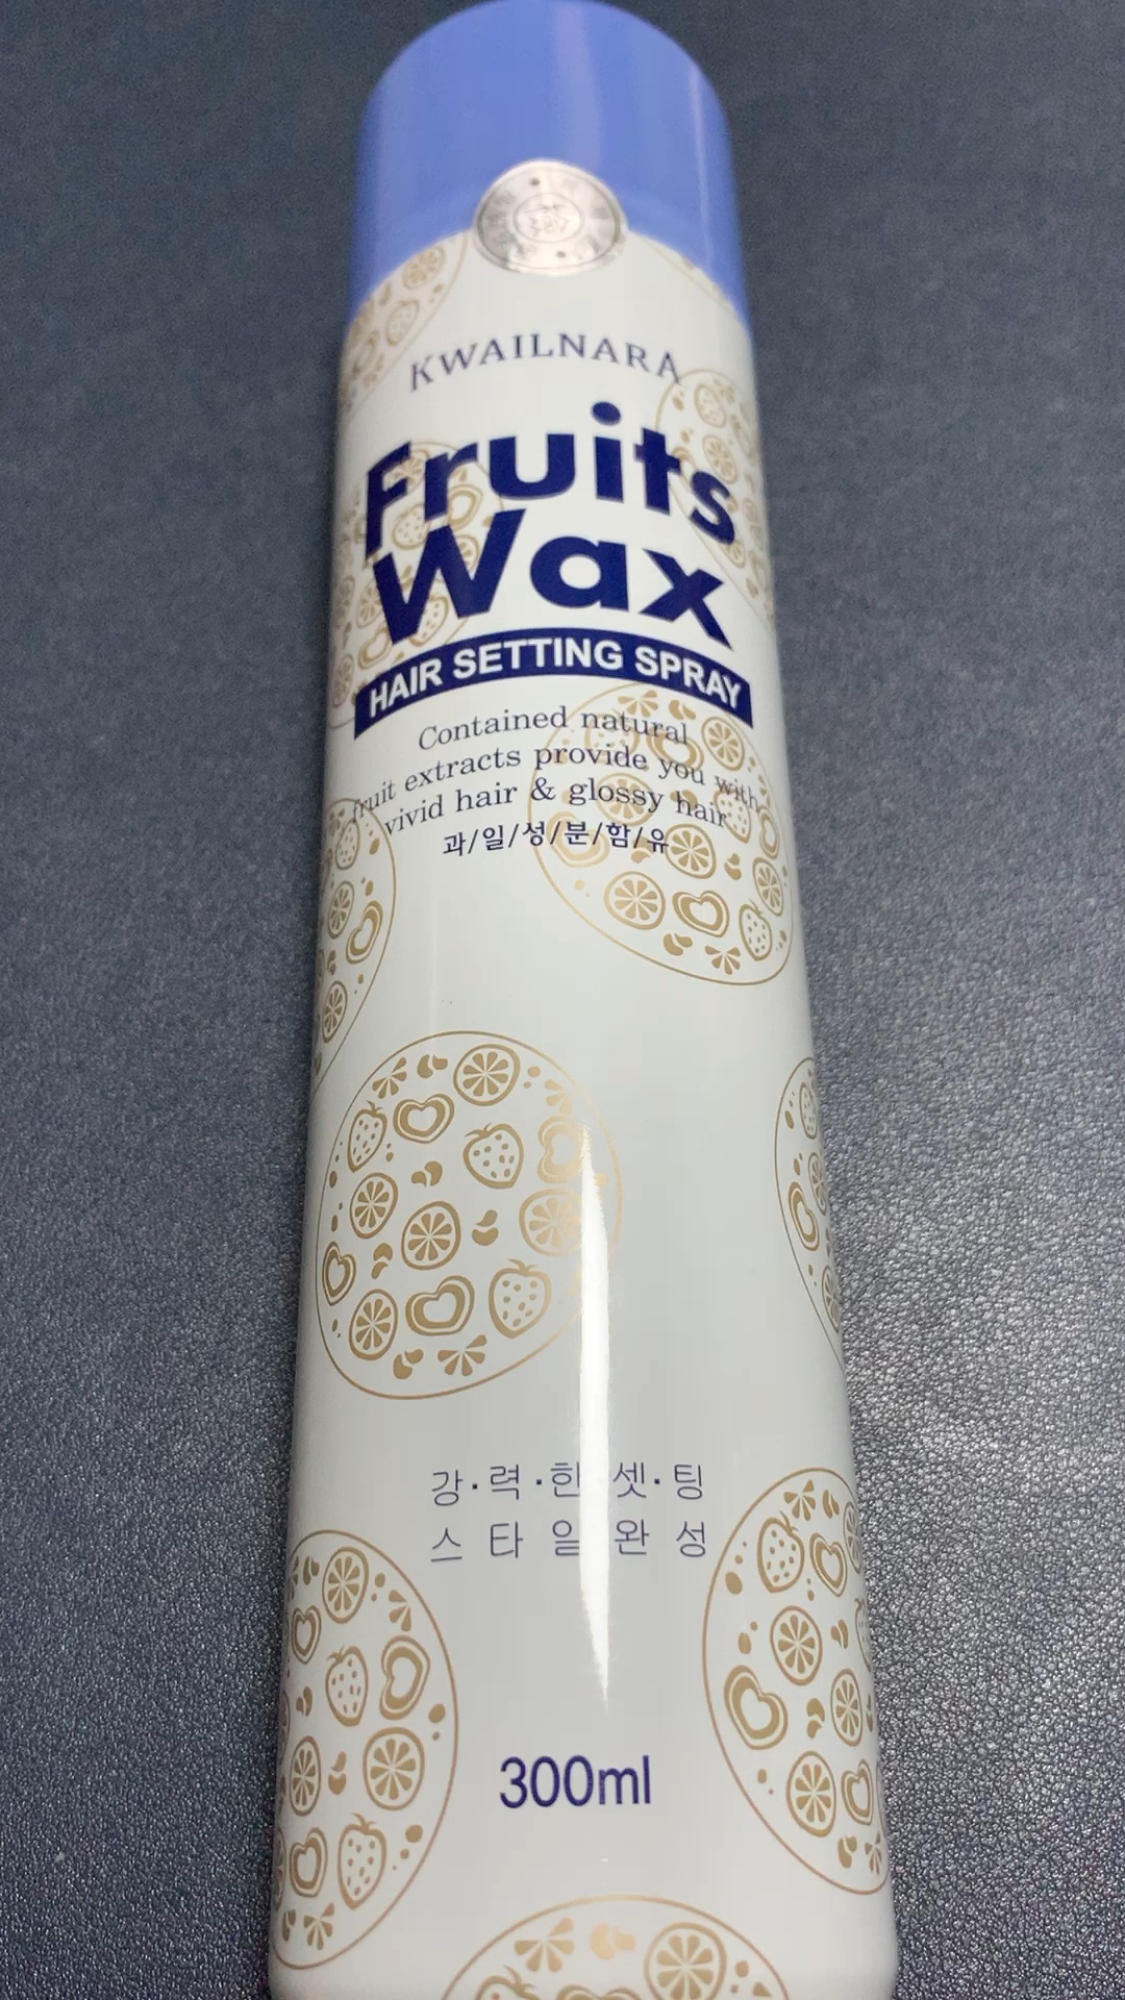 KWAILNARA
Fruits
Wax
HAIR SETTING SPRAY
Contained natural
fruit extracts provide you with
vivid hair & glossy hair
과/일/성/분/함/유
강·력·한 셋·팅
스타일완성
300ml